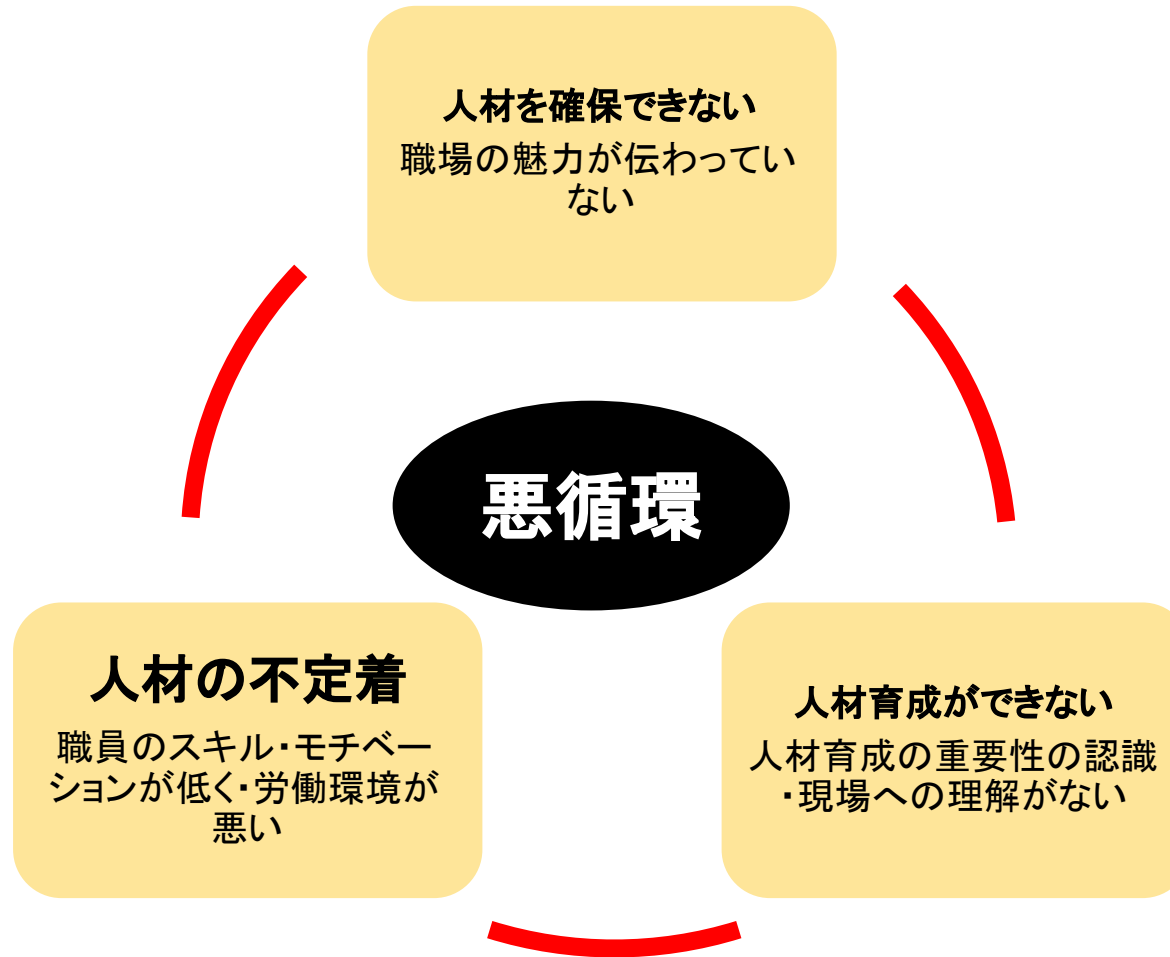 人材を確保できない
職場の魅力が伝わってい
ない
悪循環
人材の不定着
職員のスキル・モチベー
ションが低く・労働環境が
悪い
人材育成ができない
人材育成の重要性の認識
・現場への理解がない